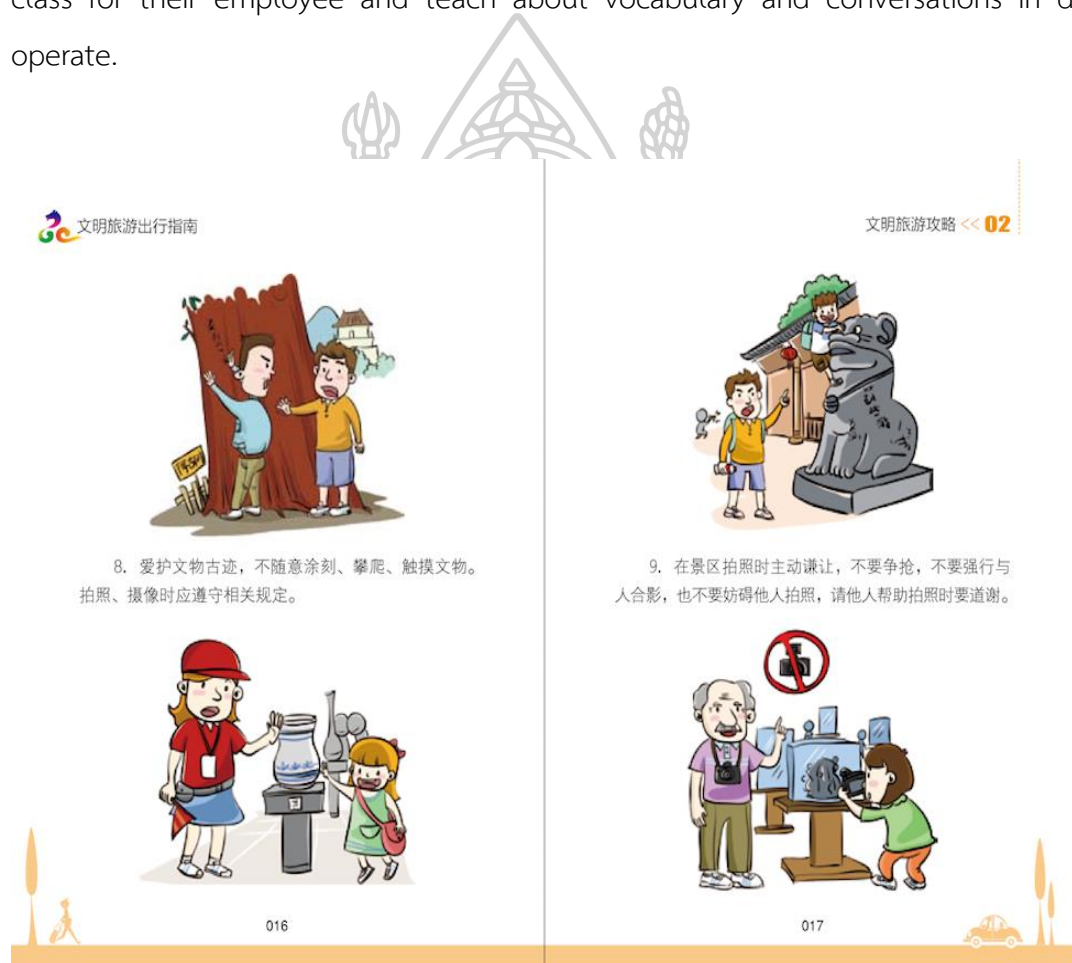 class for their employee and teach about vocabulary and conversations in d
operate.
文明旅游出行指南
文明旅游攻略 << 02
8. 爱护文物古迹，不随意涂刻、攀爬、触摸文物。
拍照、摄像时应遵守相关规定。
9. 在景区拍照时主动谦让，不要争抢，不要强行与
人合影，也不要妨碍他人拍照，请他人帮助拍照时要道谢。
016
017